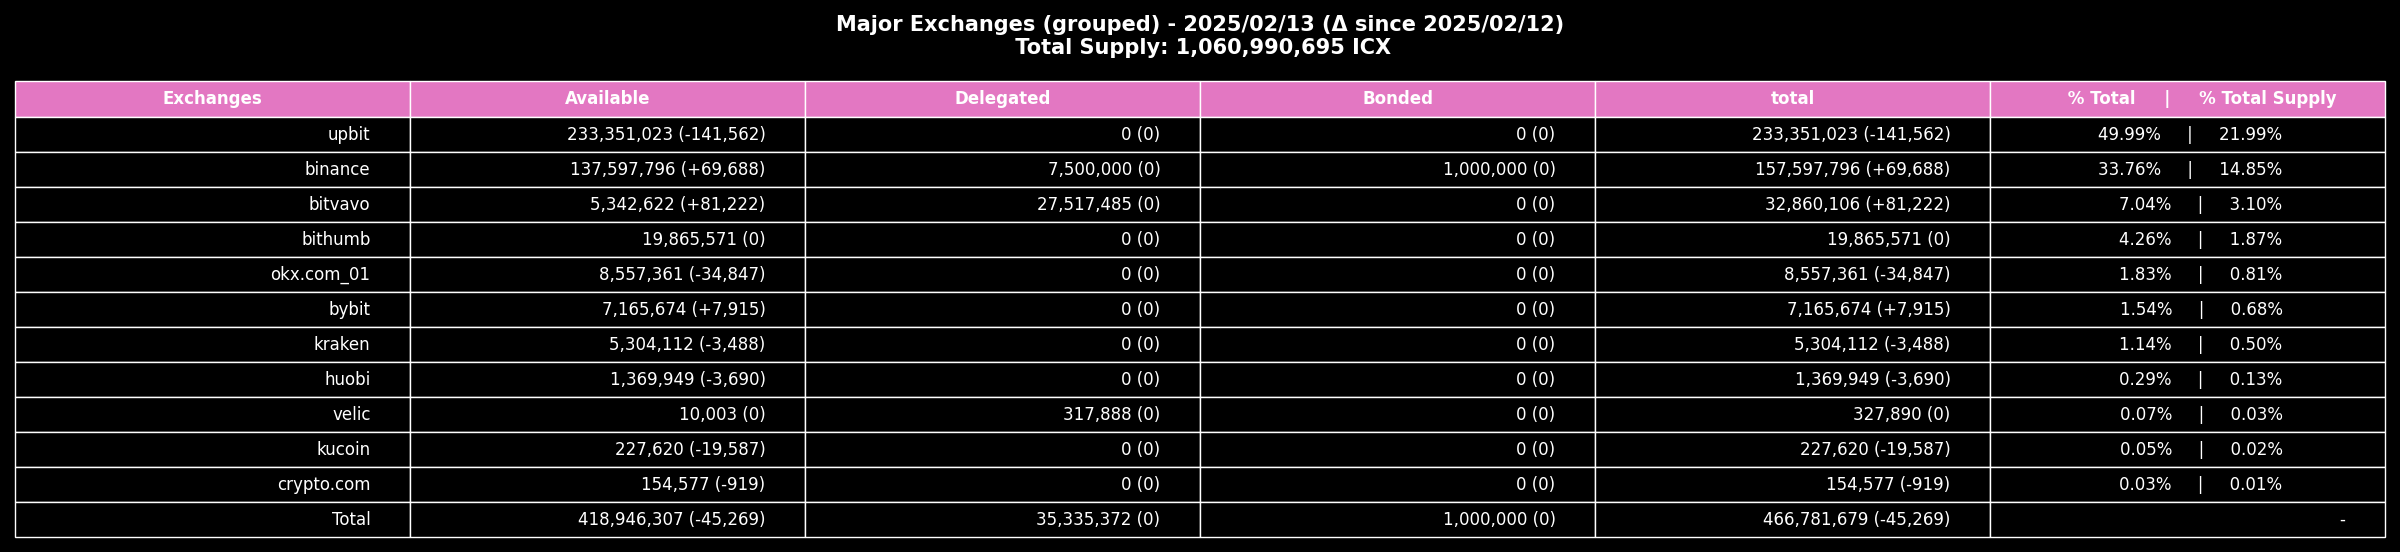 Major Exchanges (grouped) - 2025/02/13 (Δ since 2025/02/12)
Total Supply: 1,060,990,695 ICX
Exchanges Available Delegated Bonded total % Total | % Total Supply
upbit 233,351,023 (-141,562) 0 (0) 0 (0) 233,351,023 (-141,562) 49.99% | 21.99%
binance 137,597,796 (+69,688) 7,500,000 (0) 1,000,000 (0) 157,597,796 (+69,688) 33.76% | 14.85%
bitvavo 5,342,622 (+81,222) 27,517,485 (0) 0 (0) 32,860,106 (+81,222) 7.04% | 3.10%
bithumb 19,865,571 (0) 0 (0) 0 (0) 19,865,571 (0) 4.26% | 1.87%
okx.com_01 8,557,361 (-34,847) 0 (0) 0 (0) 8,557,361 (-34,847) 1.83% | 0.81%
bybit 7,165,674 (+7,915) 0 (0) 0 (0) 7,165,674 (+7,915) 1.54% | 0.68%
kraken 5,304,112 (-3,488) 0 (0) 0 (0) 5,304,112 (-3,488) 1.14% | 0.50%
huobi 1,369,949 (-3,690) 0 (0) 0 (0) 1,369,949 (-3,690) 0.29% | 0.13%
velic 10,003 (0) 317,888 (0) 0 (0) 327,890 (0) 0.07% | 0.03%
kucoin 227,620 (-19,587) 0 (0) 0 (0) 227,620 (-19,587) 0.05% | 0.02%
crypto.com 154,577 (-919) 0 (0) 0 (0) 154,577 (-919) 0.03% | 0.01%
Total 418,946,307 (-45,269) 35,335,372 (0) 1,000,000 (0) 466,781,679 (-45,269) -